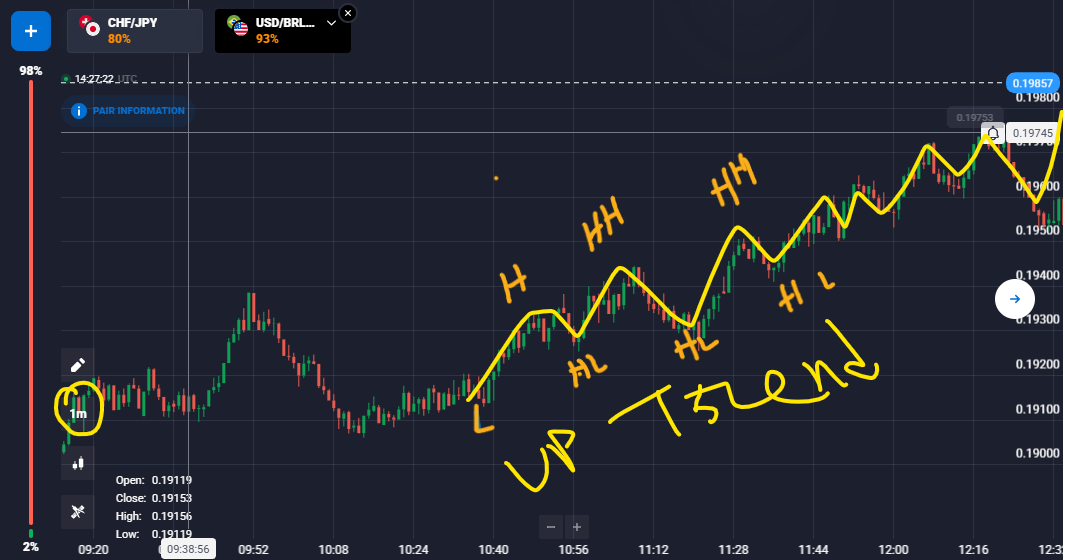 CHF/JPY
80%
USD/BRL...
93%
98%
14:27:22 UTC
PAIR INFORMATION
0.19857
0.19800
0.19753
0.19745
0.19600
0.19500
0.19400
0.19300
0.19200
0.19100
0.19000
H
HH
HH
HL
HL
HL
L
UP - Trend
1m
Open: 0.19119
Close: 0.19153
High: 0.19156
Low: 0.19119
2%
09:20
09:38:56
09:52
10:08
10:24
10:40
10:56
11:12
11:28
11:44
12:00
12:16